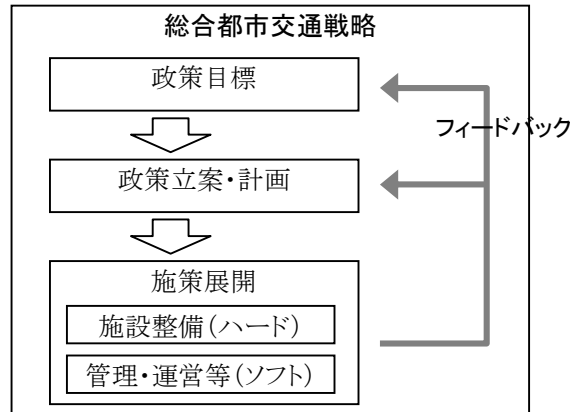 総合都市交通戦略
政策目標
フィードバック
政策立案・計画
施策展開
施設整備(ハード)
管理・運営等(ソフト)